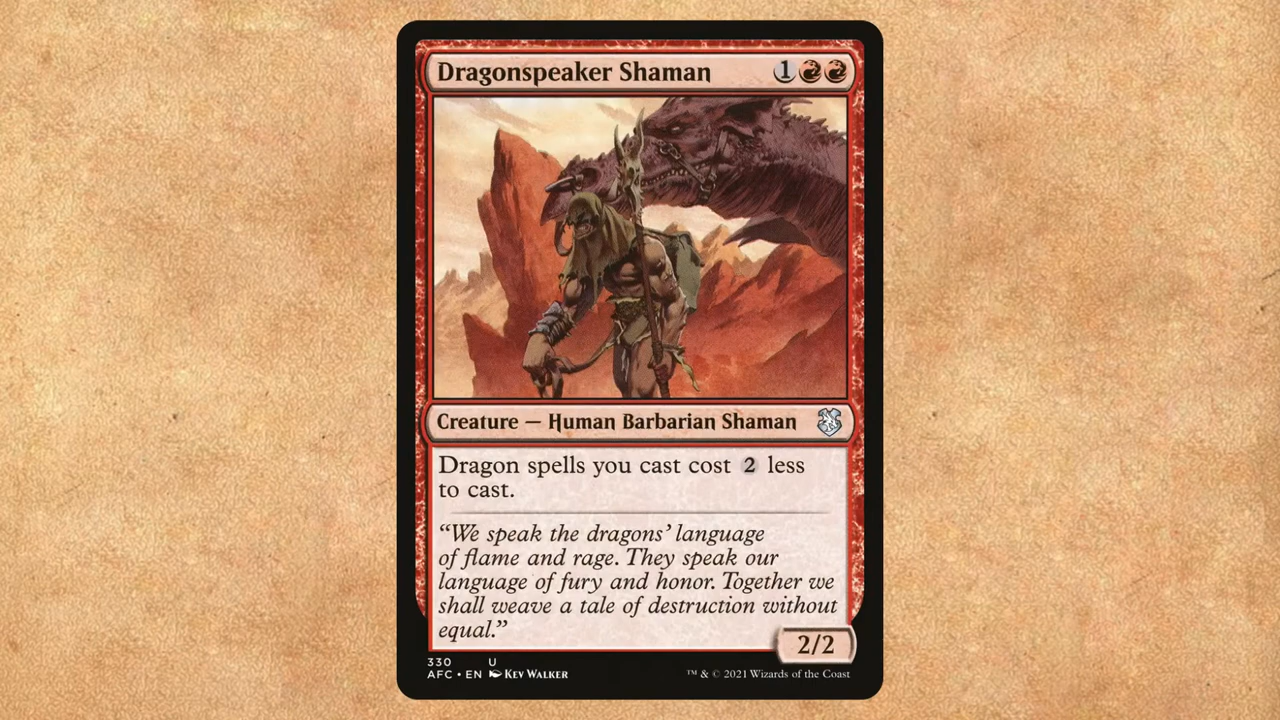 Dragonspeaker Shaman 1
Creature — Human Barbarian Shaman
Dragon spells you cast cost 2 less
to cast.
“We speak the dragons’ language
of flame and rage. They speak our
language of fury and honor. Together we
shall weave a tale of destruction without
equal.”
2/2
330 U
AFC • EN Kev Walker
™ & © 2021 Wizards of the Coast